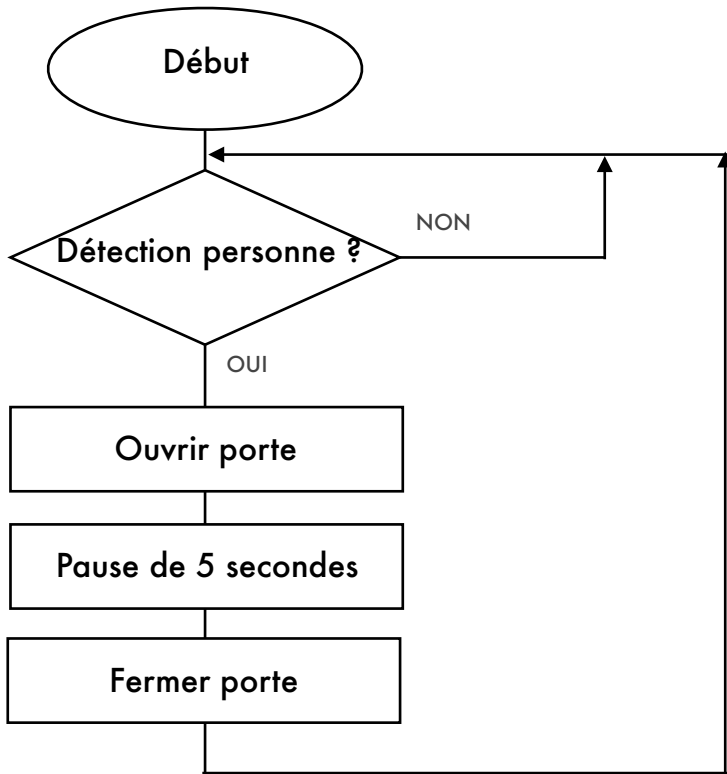 Début
Détection personne ?
NON
OUI
Ouvrir porte
Pause de 5 secondes
Fermer porte